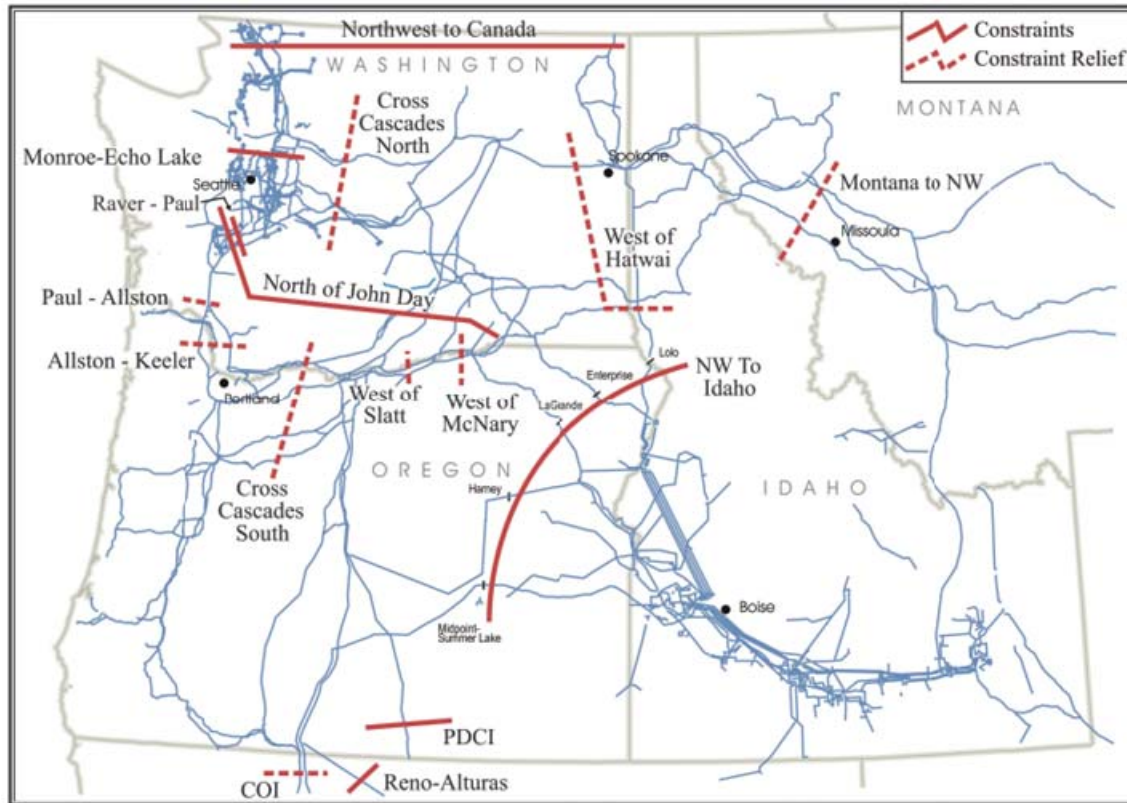 Northwest to Canada
Constraints
Constraint Relief
WASHINGTON
MONTANA
Cross
Cascades
North
Monroe-Echo Lake
Seattle
Spokane
Raver - Paul
Montana to NW
Missoula
West of
Hatwai
North of John Day
Paul - Allston
Allston - Keeler
Portland
West of
Slatt
West of
McNary
Lolo
Enterprise
NW To
Idaho
LaGrande
OREGON
Harney
IDAHO
Cross
Cascades
South
Boise
Midpoint-
Summer Lake
PDCI
COI
Reno-Alturas